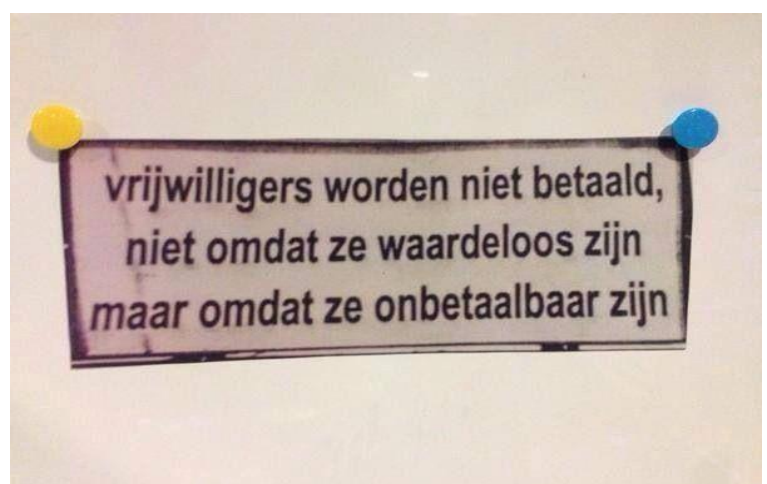 vrijwilligers worden niet betaald,
niet omdat ze waardeloos zijn
maar omdat ze onbetaalbaar zijn